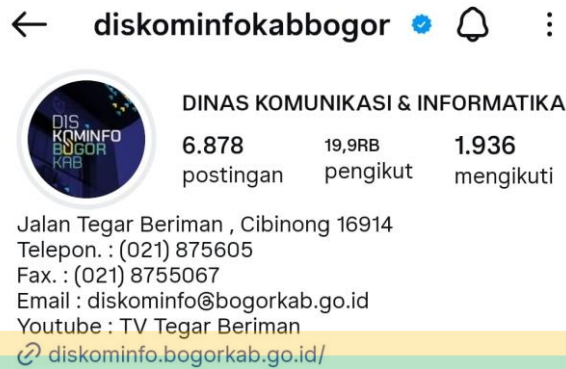 diskominfokabbogor
DIS
KOMINFO
BOGOR
KAB
DINAS KOMUNIKASI & INFORMATIKA
6.878 19,9RB 1.936
postingan pengikut mengikuti
Jalan Tegar Beriman , Cibinong 16914
Telepon. : (021) 875605
Fax. : (021) 8755067
Email : diskominfo@bogorkab.go.id
Youtube : TV Tegar Beriman
diskominfo.bogorkab.go.id/